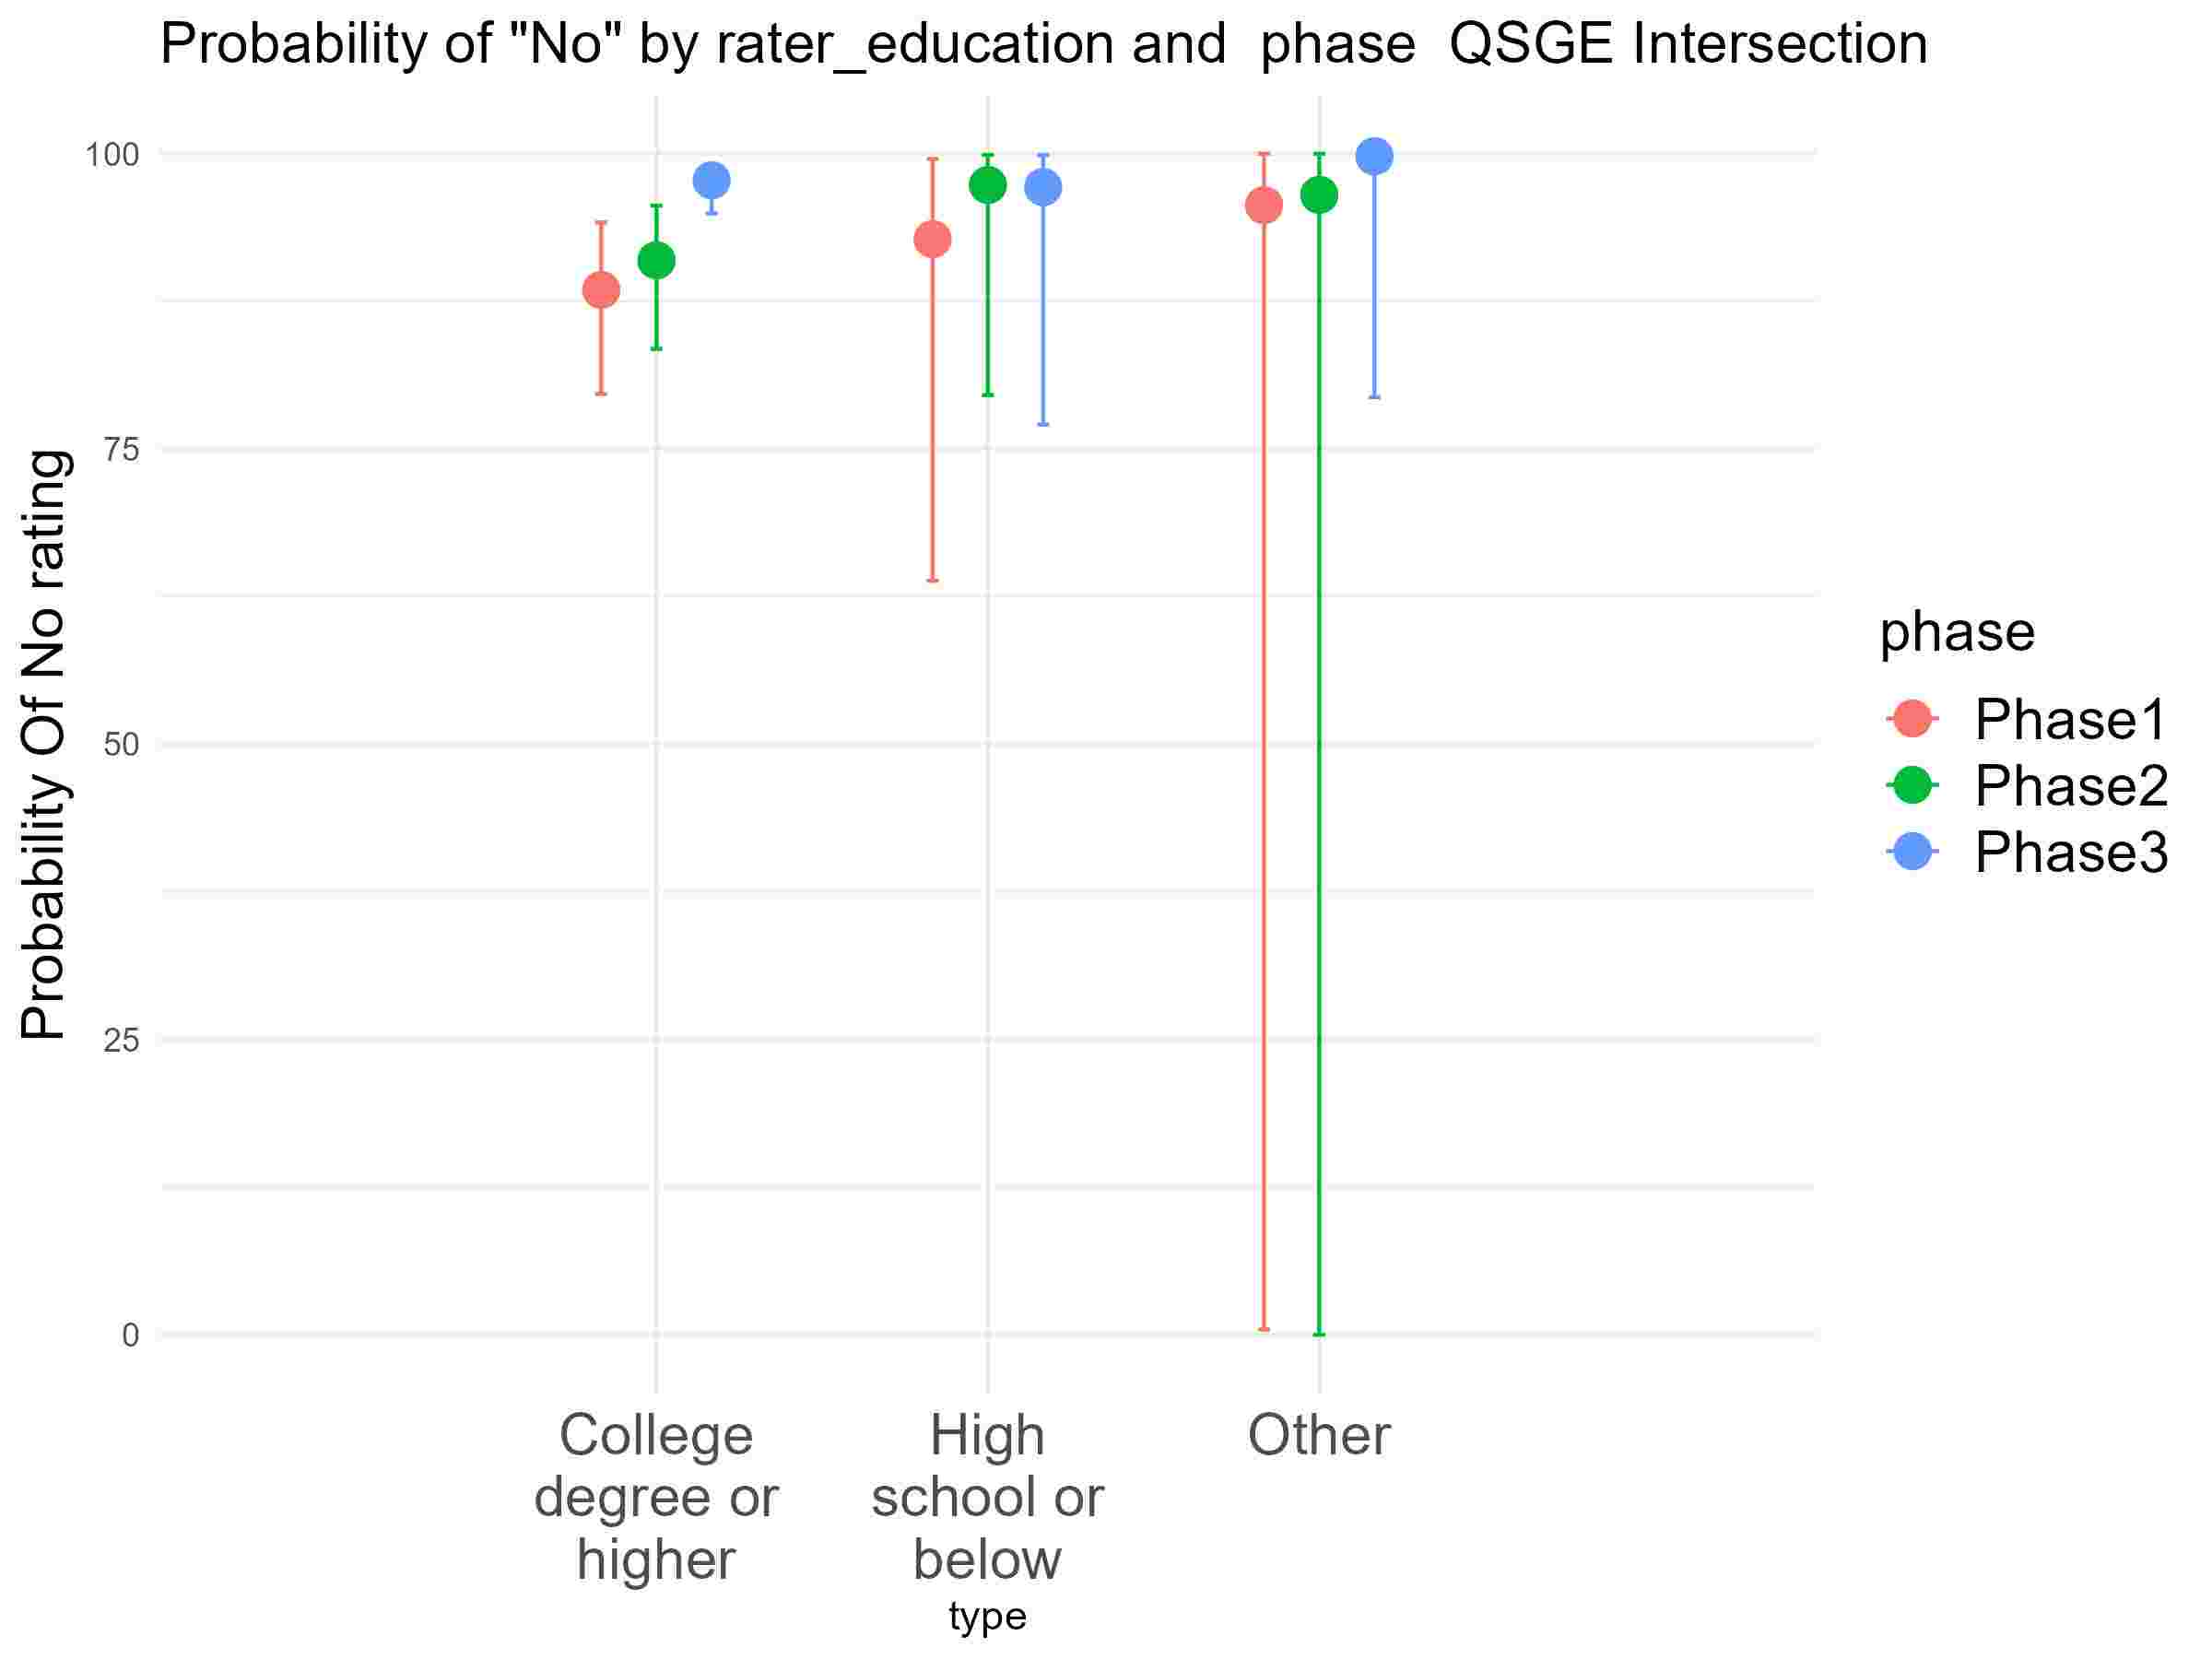 Probability of "No" by rater_education and  phase  QSGE Intersection
Probability Of No rating
100
75
50
25
0
College
degree or
higher
High
school or
below
Other
type
phase
Phase1
Phase2
Phase3